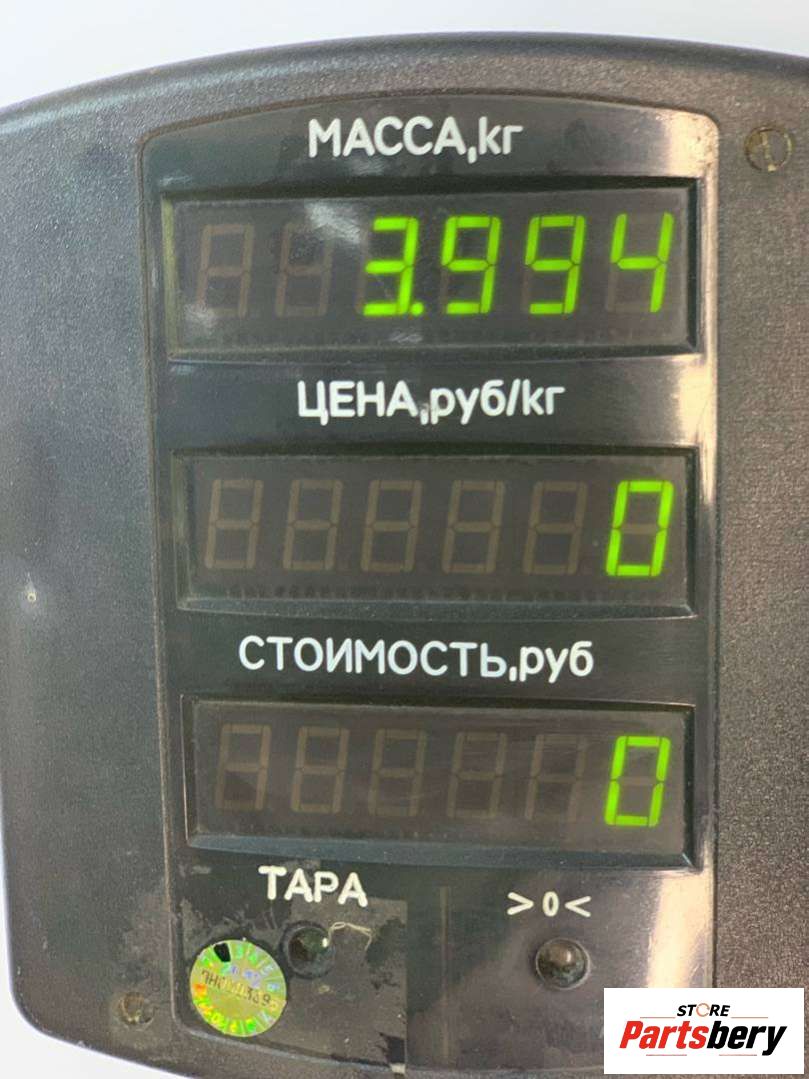 МАССА,кг
3.994
ЦЕНА,руб/кг
0
СТОИМОСТЬ,руб
0
ТАРА >0<
STORE
Partsbery